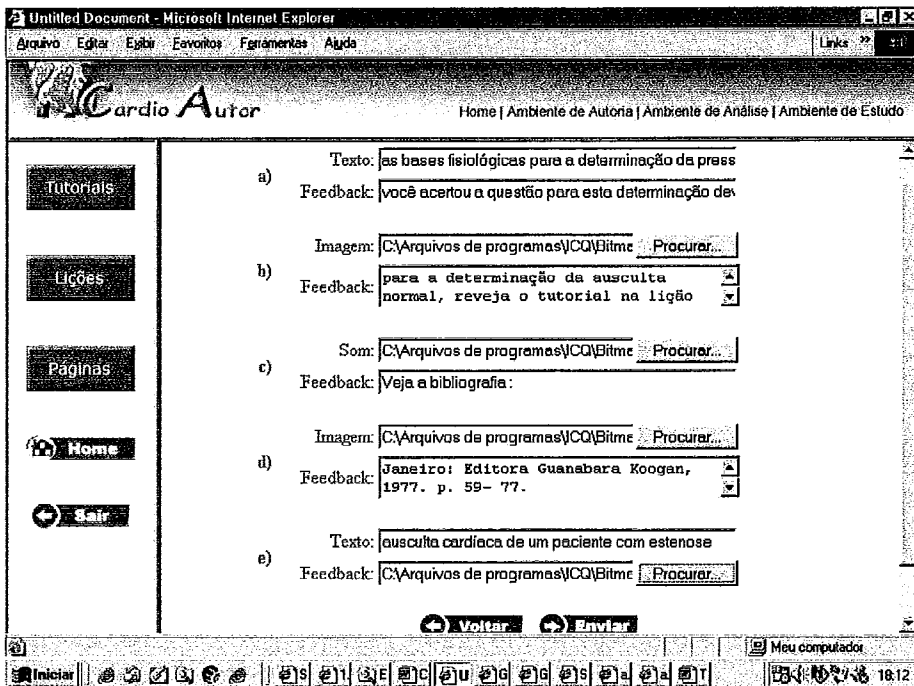 Untitled Document - Microsoft Internet Explorer
Arquivo Editar Exibir Favoritos Ferramentas Ajuda Links »
Cardio Autor
Home | Ambiente de Autoria | Ambiente de Análise | Ambiente de Estudo
Tutoriais
Lições
Páginas
Home
Sair
a) Texto: as bases fisiológicas para a determinação da press
Feedback: você acertou a questão para esta determinação dev
b) Imagem: C:\Arquivos de programas\ICQ\Bitma Procurar...
Feedback: para a determinação da ausculta
normal, reveja o tutorial na lição
c) Som: C:\Arquivos de programas\ICQ\Bitma Procurar...
Feedback: Veja a bibliografia:
d) Imagem: C:\Arquivos de programas\ICQ\Bitma Procurar...
Feedback: Janeiro: Editora Guanabara Koogan,
1977. p. 59- 77.
e) Texto: ausculta cardíaca de um paciente com estenose
Feedback: C:\Arquivos de programas\ICQ\Bitma Procurar...
Voltar Enviar
Meu computador
Iniciar 18:12